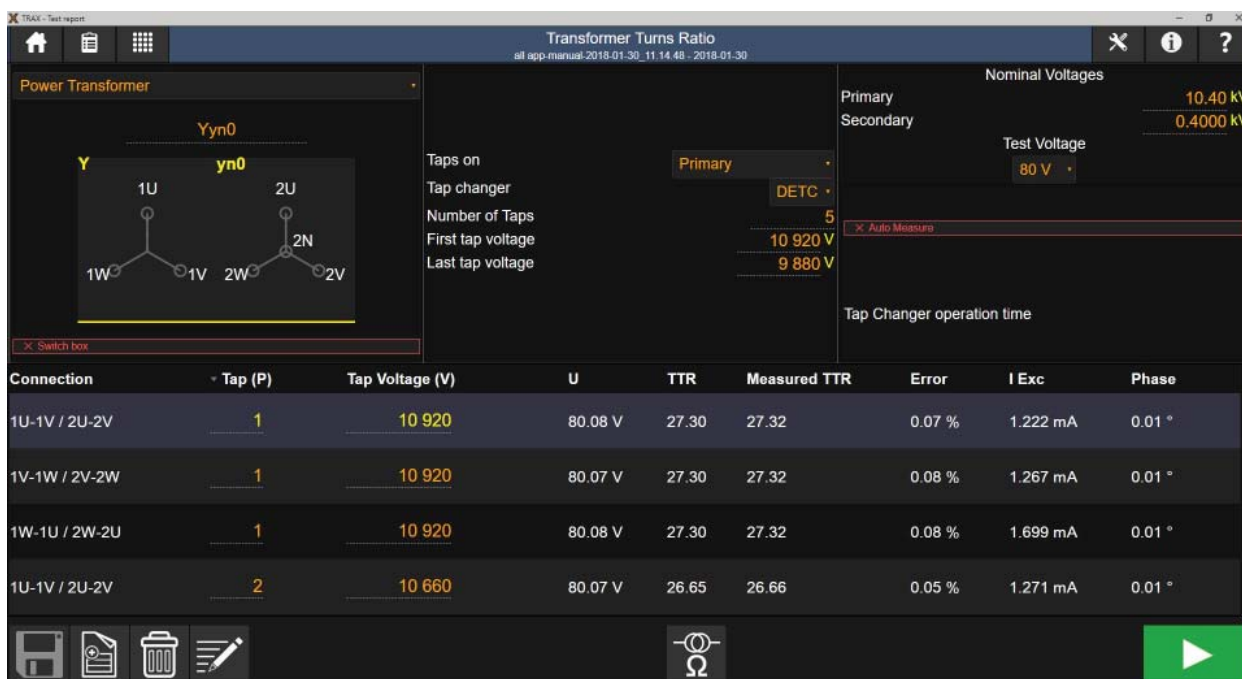 TRAX - Test report
Transformer Turns Ratio
all app-manual-2018-01-30_11.14.48 - 2018-01-30
Power Transformer
Yyn0
Y yn0
1U 2U
2N
1W 1V 2W 2V
Switch box
Taps on Primary
Tap changer DETC
Number of Taps 5
First tap voltage 10 920 V
Last tap voltage 9 880 V
Nominal Voltages
Primary 10.40 kV
Secondary 0.4000 kV
Test Voltage
80 V
Auto Measure
Tap Changer operation time
Connection Tap (P) Tap Voltage (V) U TTR Measured TTR Error I Exc Phase
1U-1V / 2U-2V 1 10 920 80.08 V 27.30 27.32 0.07 % 1.222 mA 0.01 °
1V-1W / 2V-2W 1 10 920 80.07 V 27.30 27.32 0.08 % 1.267 mA 0.01 °
1W-1U / 2W-2U 1 10 920 80.08 V 27.30 27.32 0.08 % 1.699 mA 0.01 °
1U-1V / 2U-2V 2 10 660 80.07 V 26.65 26.66 0.05 % 1.271 mA 0.01 °
Ω